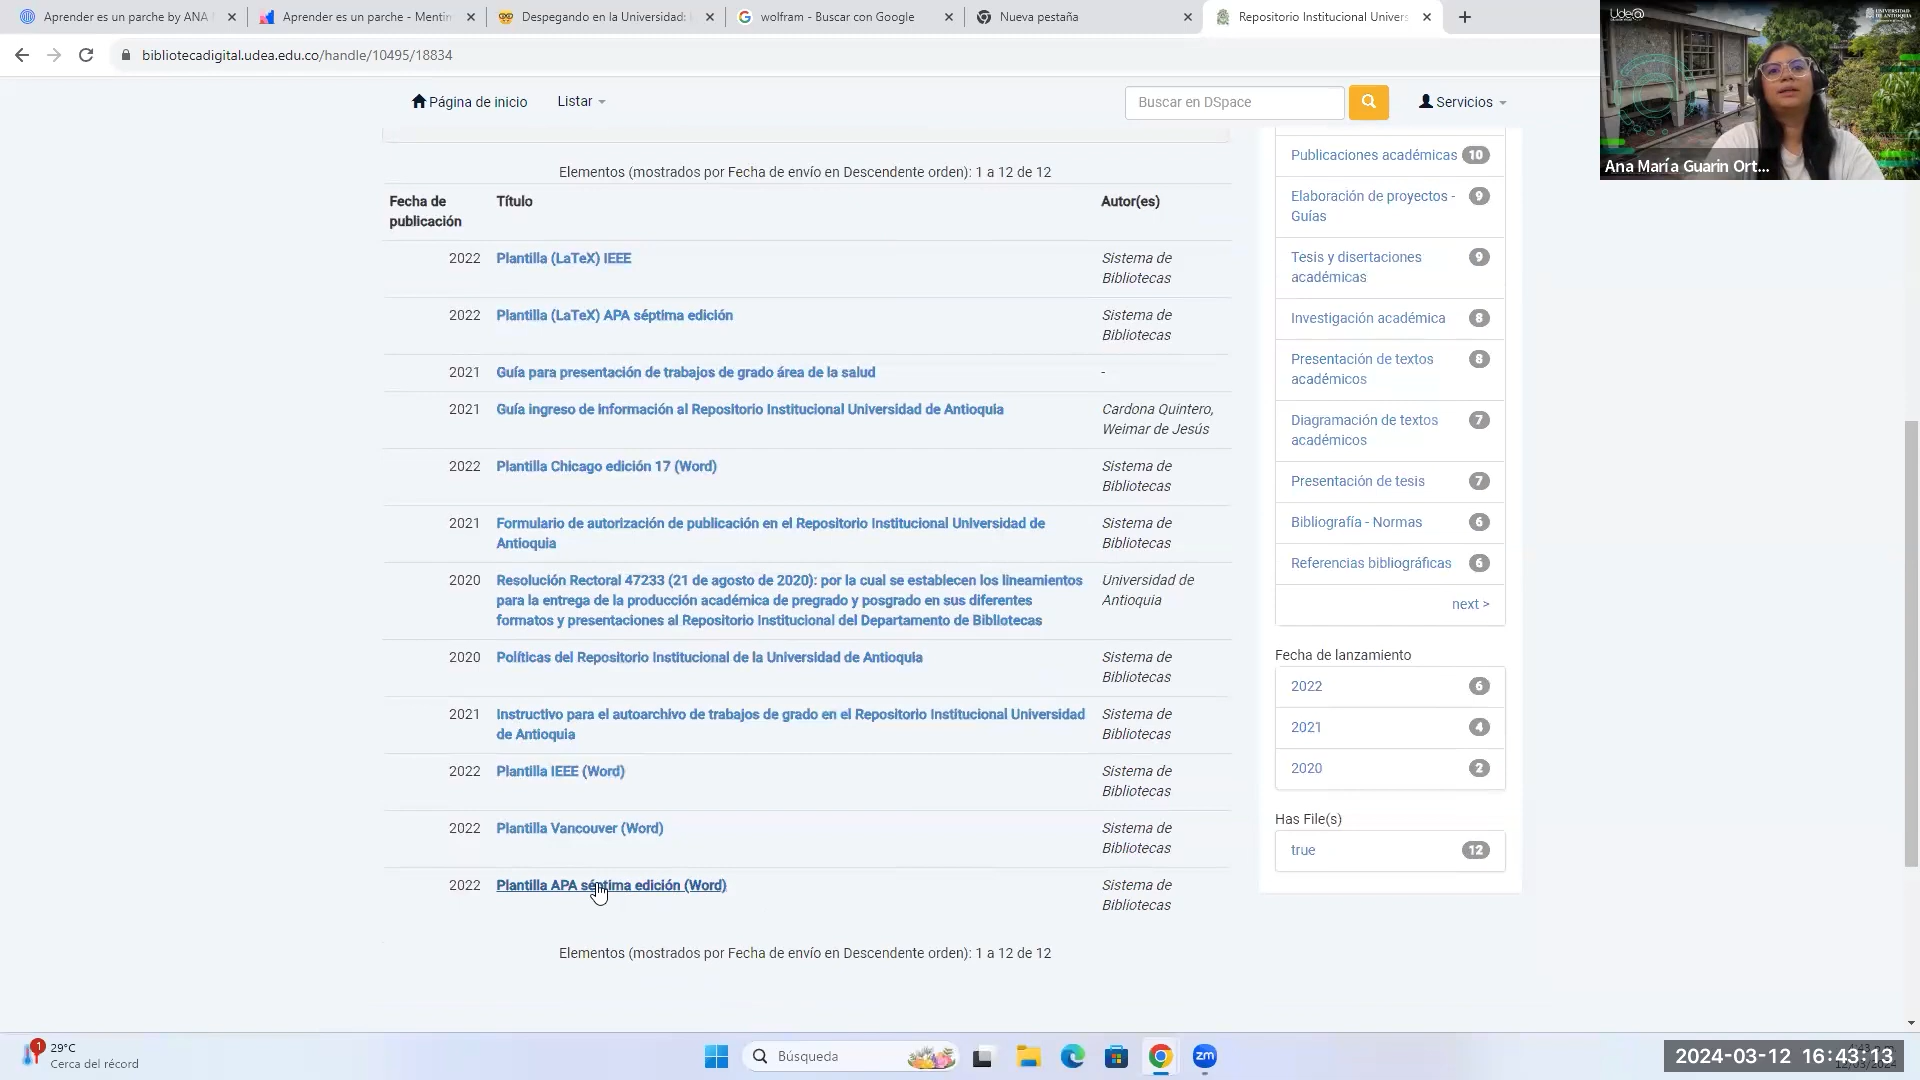 Aprender es un parche by ANA
Aprender es un parche - Mentim
Despegando en la Universidad:
wolfram - Buscar con Google
Nueva pestaña
Repositorio Institucional Univers
bibliotecadigital.udea.edu.co/handle/10495/18834
Página de inicio
Listar
Buscar en DSpace
Servicios
Elementos (mostrados por Fecha de envío en Descendente orden): 1 a 12 de 12
Fecha de
publicación
Título
Autor(es)
2022 Plantilla (LaTeX) IEEE Sistema de
Bibliotecas
2022 Plantilla (LaTeX) APA séptima edición Sistema de
Bibliotecas
2021 Guía para presentación de trabajos de grado área de la salud -
2021 Guía ingreso de información al Repositorio Institucional Universidad de Antioquia Cardona Quintero,
Weimar de Jesús
2022 Plantilla Chicago edición 17 (Word) Sistema de
Bibliotecas
2021 Formulario de autorización de publicación en el Repositorio Institucional Universidad de Sistema de
Antioquia Bibliotecas
2020 Resolución Rectoral 47233 (21 de agosto de 2020): por la cual se establecen los lineamientos Universidad de
para la entrega de la producción académica de pregrado y posgrado en sus diferentes Antioquia
formatos y presentaciones al Repositorio Institucional del Departamento de Bibliotecas
2020 Políticas del Repositorio Institucional de la Universidad de Antioquia Sistema de
Bibliotecas
2021 Instructivo para el autoarchivo de trabajos de grado en el Repositorio Institucional Universidad Sistema de
de Antioquia Bibliotecas
2022 Plantilla IEEE (Word) Sistema de
Bibliotecas
2022 Plantilla Vancouver (Word) Sistema de
Bibliotecas
2022 Plantilla APA séptima edición (Word) Sistema de
Bibliotecas
Elementos (mostrados por Fecha de envío en Descendente orden): 1 a 12 de 12
Publicaciones académicas 10
Elaboración de proyectos - 9
Guías
Tesis y disertaciones 9
académicas
Investigación académica 8
Presentación de textos 8
académicos
Diagramación de textos 7
académicos
Presentación de tesis 7
Bibliografía - Normas 6
Referencias bibliográficas 6
next >
Fecha de lanzamiento
2022 6
2021 4
2020 2
Has File(s)
true 12
Ude@
UNIVERSIDAD
DE ANTIOQUIA
Ana María Guarin Ort...
1
29°C
Cerca del récord
Búsqueda
zm
2024-03-12 16:43:13